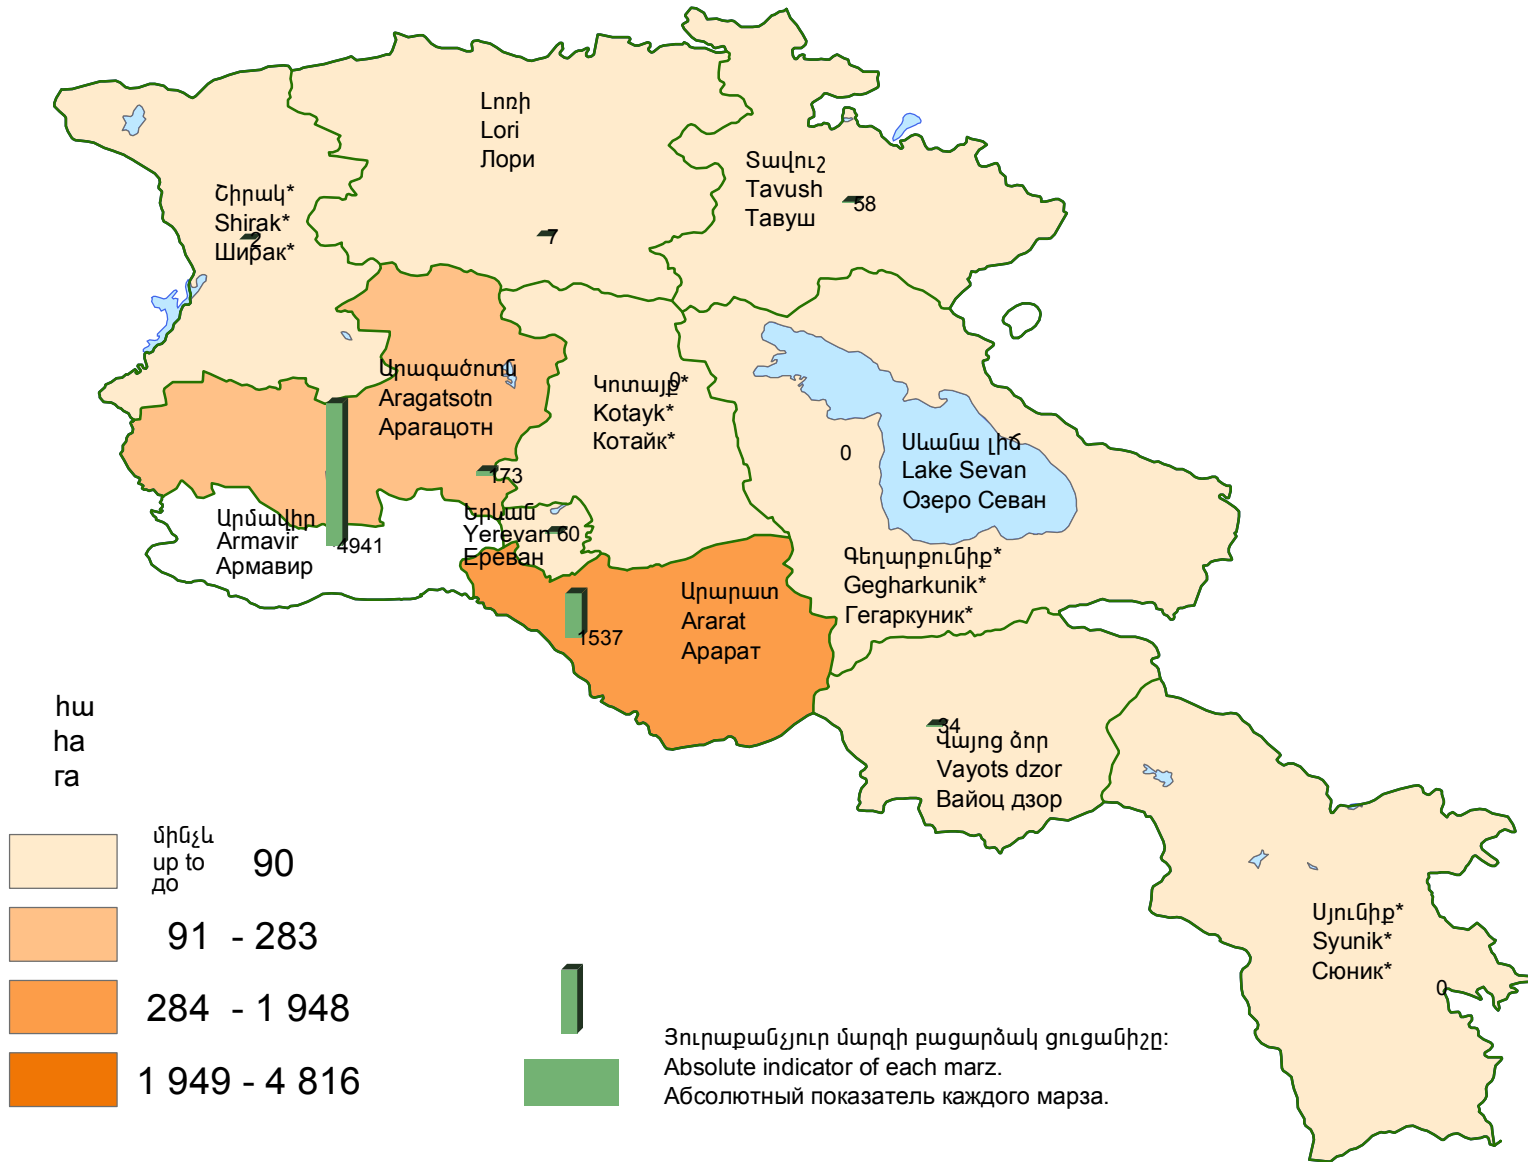 Լոռի
Lori
Лори
Տավուշ
Tavush
Тавуш
58
Շիրակ*
Shirak*
Ширак*
2
7
Արագածոտն
Aragatsotn
Арагацотн
173
Կոտայք*
Kotayk*
Котайк*
0
0
Սևանա լիճ
Lake Sevan
Озеро Севан
Արմավիր
Armavir
Армавир
4941
Երևան
Yerevan 60
Ереван
Գեղարքունիք*
Gegharkunik*
Гегаркуник*
Արարատ
Ararat
Арарат
1537
34
Վայոց ձոր
Vayots dzor
Вайоц дзор
Սյունիք*
Syunik*
Сюник*
0
հա
ha
га
մինչև
up to 90
до
91 - 283
284 - 1 948
1 949 - 4 816
Յուրաքանչյուր մարզի բացարձակ ցուցանիշը:
Absolute indicator of each marz.
Абсолютный показатель каждого марза.